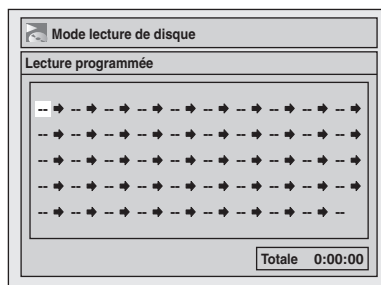 Mode lecture de disque
Lecture programmée
-- ➔ -- ➔ -- ➔ -- ➔ -- ➔ -- ➔ -- ➔ -- ➔ -- ➔ -- ➔
-- ➔ -- ➔ -- ➔ -- ➔ -- ➔ -- ➔ -- ➔ -- ➔ -- ➔ -- ➔
-- ➔ -- ➔ -- ➔ -- ➔ -- ➔ -- ➔ -- ➔ -- ➔ -- ➔ -- ➔
-- ➔ -- ➔ -- ➔ -- ➔ -- ➔ -- ➔ -- ➔ -- ➔ -- ➔ -- ➔
-- ➔ -- ➔ -- ➔ -- ➔ -- ➔ -- ➔ -- ➔ -- ➔ -- ➔ --
Totale 0:00:00